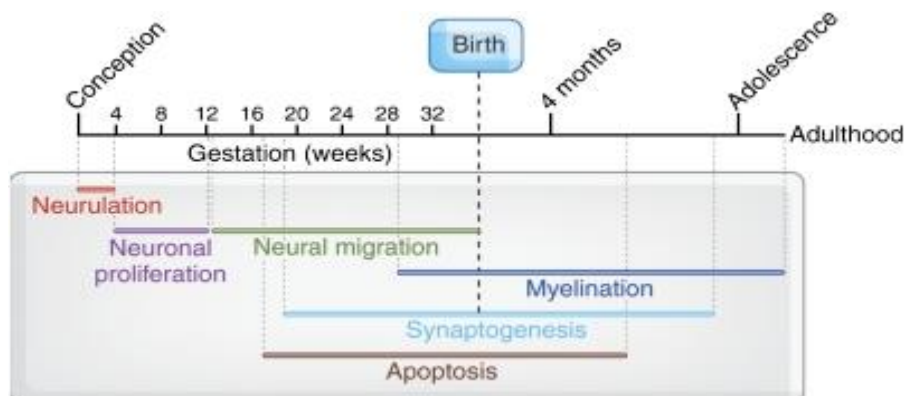 Birth
Conception
4 months
Adolescence
4 8 12 16 20 24 28 32
Adulthood
Gestation (weeks)
Neurulation
Neuronal
proliferation
Neural migration
Myelination
Synaptogenesis
Apoptosis